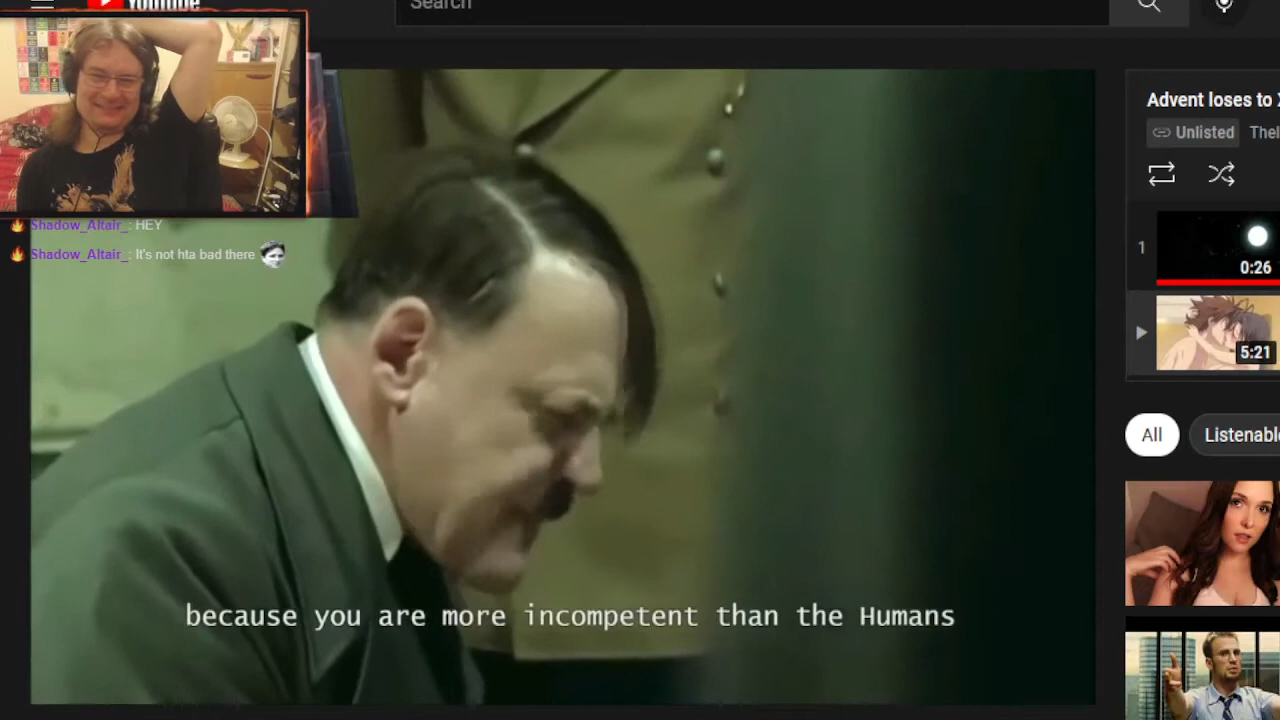 YouTube
Search
Shadow_Altair_: HEY
Shadow_Altair_: It's not hta bad there
because you are more incompetent than the Humans
Advent loses to
Unlisted
Thel
1
0:26
5:21
All
Listenabl